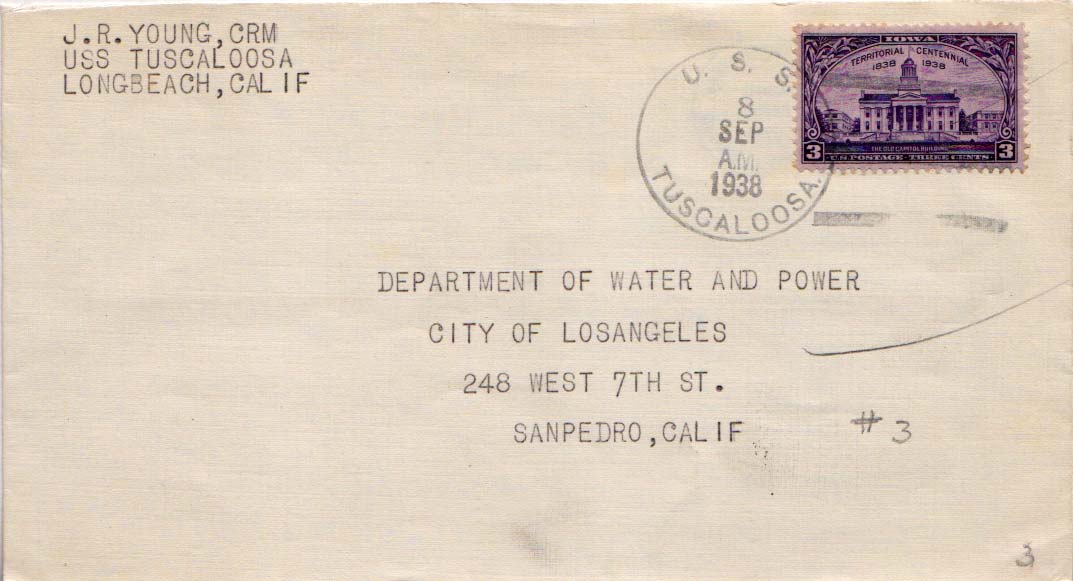 J.R.YOUNG,CRM
USS TUSCALOOSA
LONGBEACH,CALIF
U. S. S.
8
SEP
A.M.
1938
TUSCALOOSA.
IOWA
TERRITORIAL CENTENNIAL
1838 1938
THE OLD CAPITOL BUILDING
3 U.S. POSTAGE · THREE CENTS 3
DEPARTMENT OF WATER AND POWER
CITY OF LOSANGELES
248 WEST 7TH ST.
SANPEDRO,CALIF
# 3
3